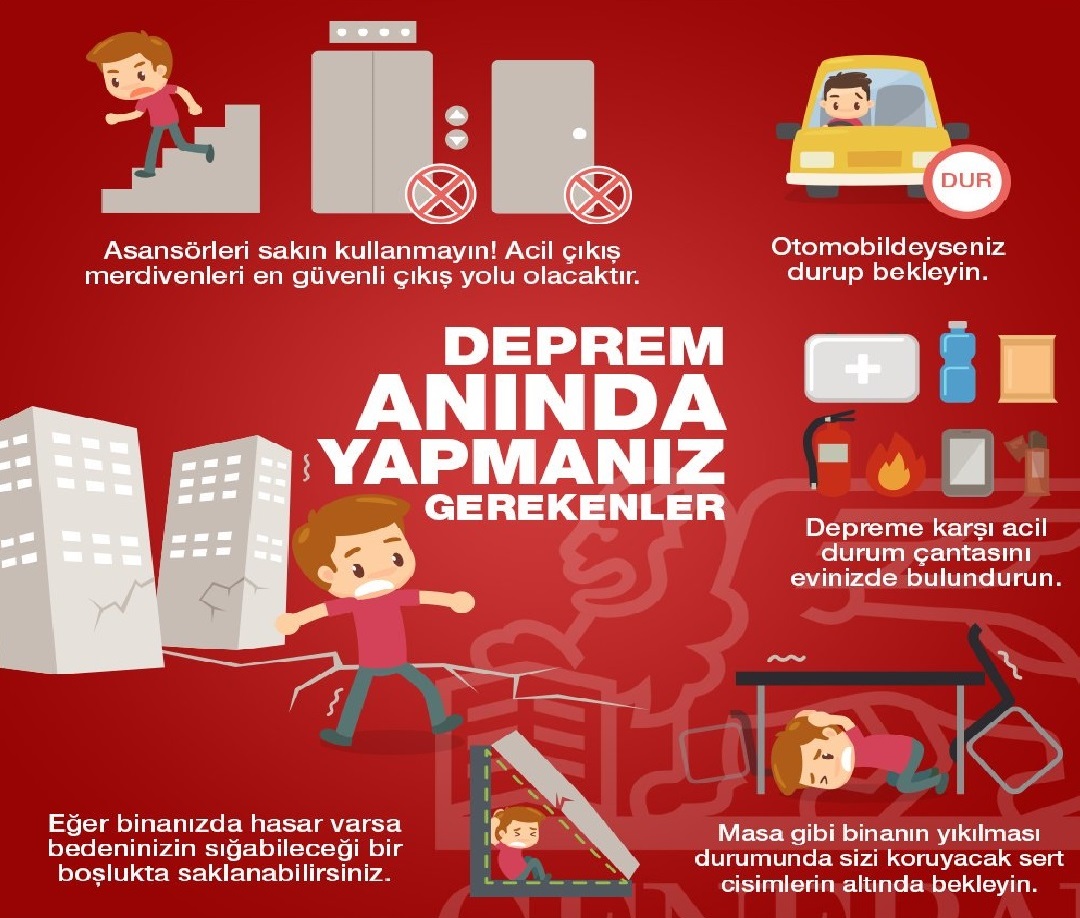 Asansörleri sakın kullanmayın! Acil çıkış
merdivenleri en güvenli çıkış yolu olacaktır.
DUR
Otomobildeyseniz
durup bekleyin.
DEPREM
ANINDA
YAPMANIZ
GEREKENLER
Depreme karşı acil
durum çantasını
evinizde bulundurun.
Eğer binanızda hasar varsa
bedeninizin sığabileceği bir
boşlukta saklanabilirsiniz.
Masa gibi binanın yıkılması
durumunda sizi koruyacak sert
cisimlerin altında bekleyin.